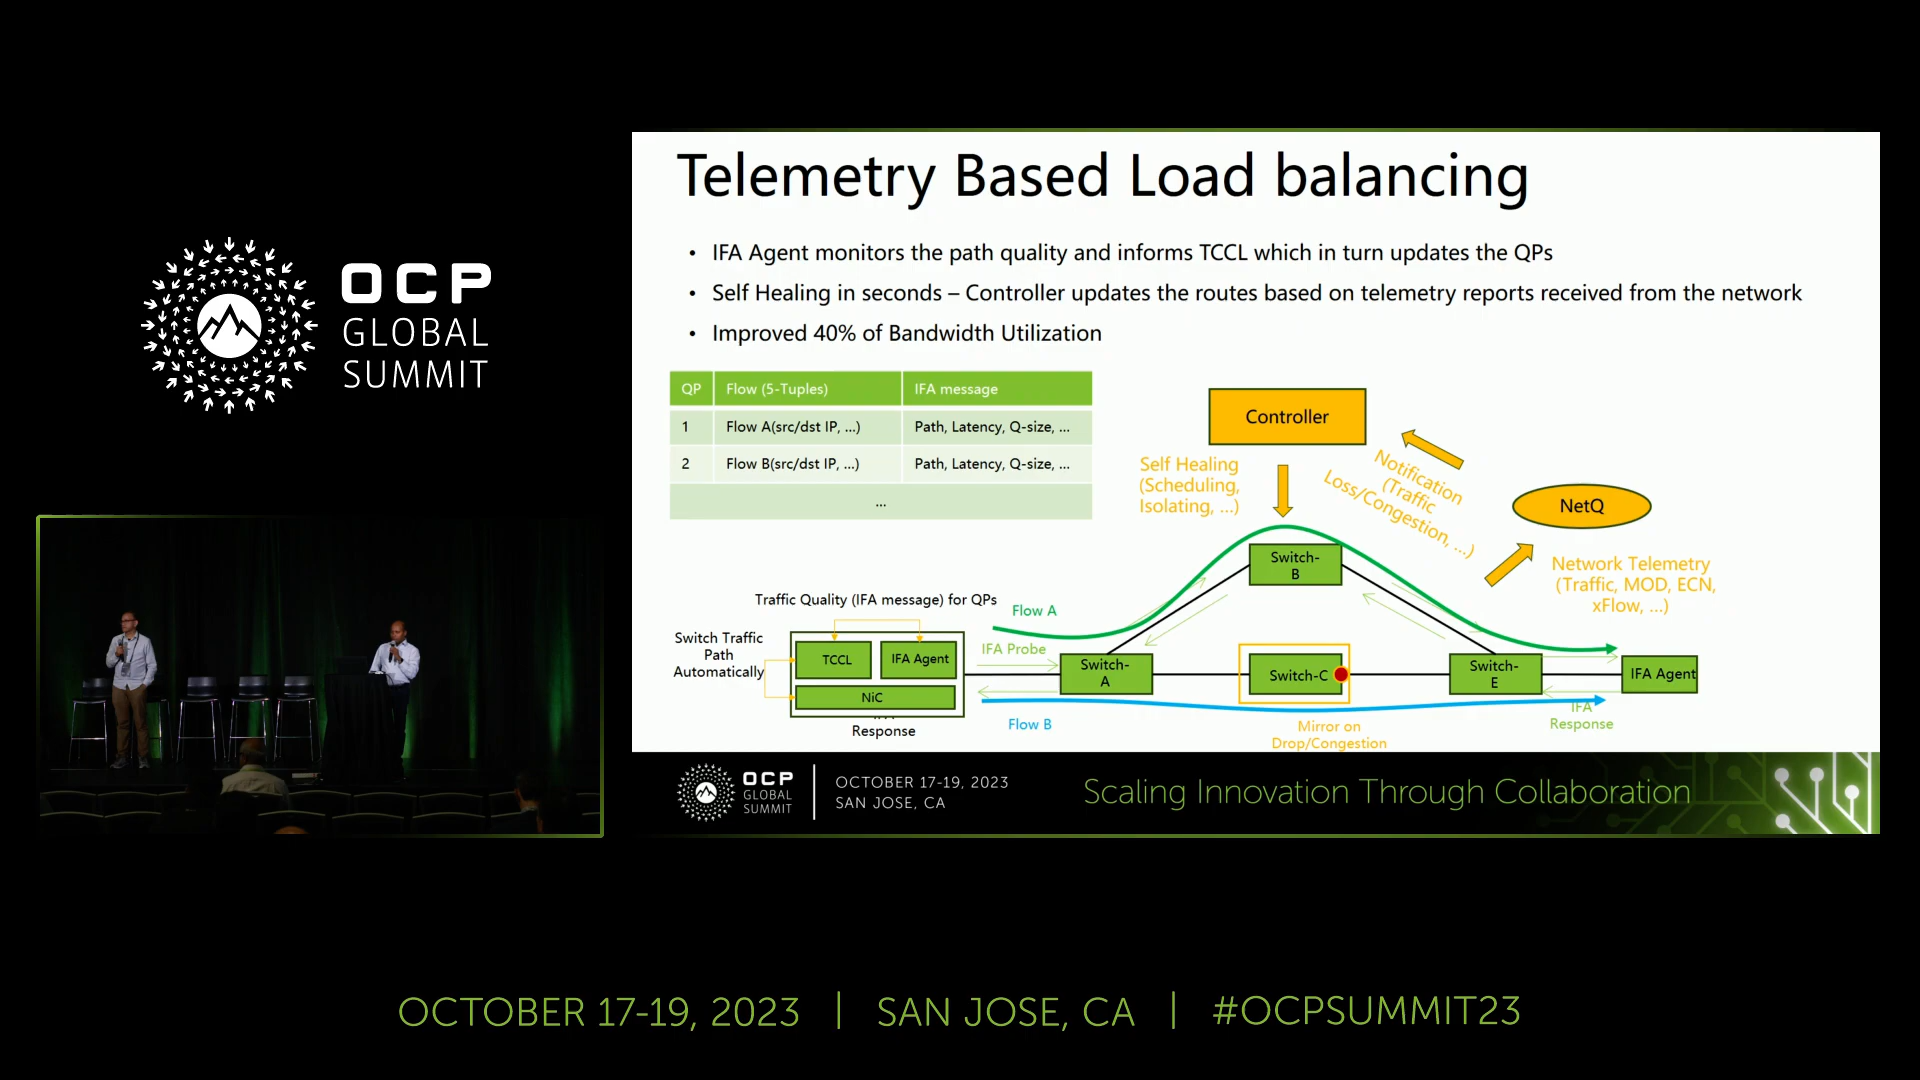 OCP
GLOBAL
SUMMIT
Telemetry Based Load balancing
• IFA Agent monitors the path quality and informs TCCL which in turn updates the QPs
• Self Healing in seconds – Controller updates the routes based on telemetry reports received from the network
• Improved 40% of Bandwidth Utilization
QP Flow (5-Tuples) IFA message
1 Flow A(src/dst IP, ...) Path, Latency, Q-size, ...
2 Flow B(src/dst IP, ...) Path, Latency, Q-size, ...
...
Controller
Self Healing
(Scheduling,
Isolating, ...)
Notification
(Traffic
Loss/Congestion, ...)
NetQ
Network Telemetry
(Traffic, MOD, ECN,
xFlow, ...)
Switch-
B
Traffic Quality (IFA message) for QPs
Flow A
Switch Traffic
Path
Automatically
TCCL
IFA Agent
NiC
IFA Probe
Switch-
A
Switch-C
Switch-
E
IFA Agent
Response
Flow B
Mirror on
Drop/Congestion
IFA
Response
OCP
GLOBAL
SUMMIT
OCTOBER 17-19, 2023
SAN JOSE, CA
Scaling Innovation Through Collaboration
OCTOBER 17-19, 2023 | SAN JOSE, CA | #OCPSUMMIT23